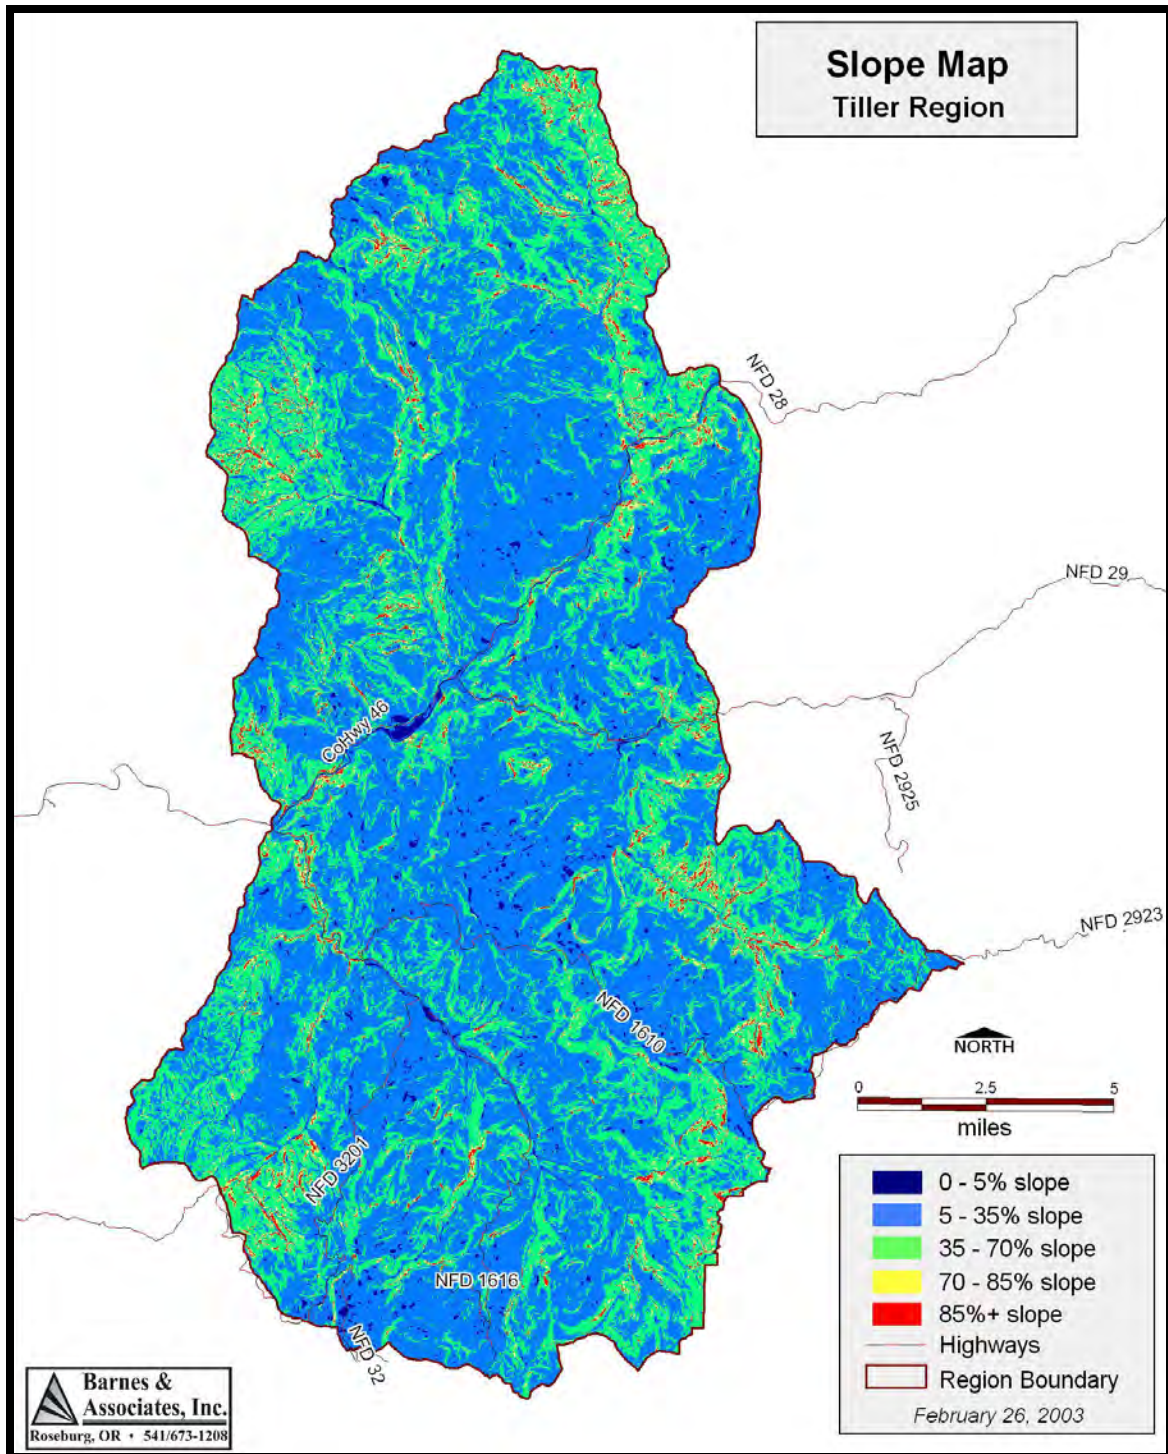 Slope Map
Tiller Region
NFD 28
NFD 29
CoHwy 46
NFD 2925
NFD 2923
NFD 1610
NORTH
0 2.5 5
miles
NFD 3201
NFD 1616
NFD 32
0 - 5% slope
5 - 35% slope
35 - 70% slope
70 - 85% slope
85%+ slope
Highways
Region Boundary
February 26, 2003
Barnes &
Associates, Inc.
Roseburg, OR • 541/673-1208